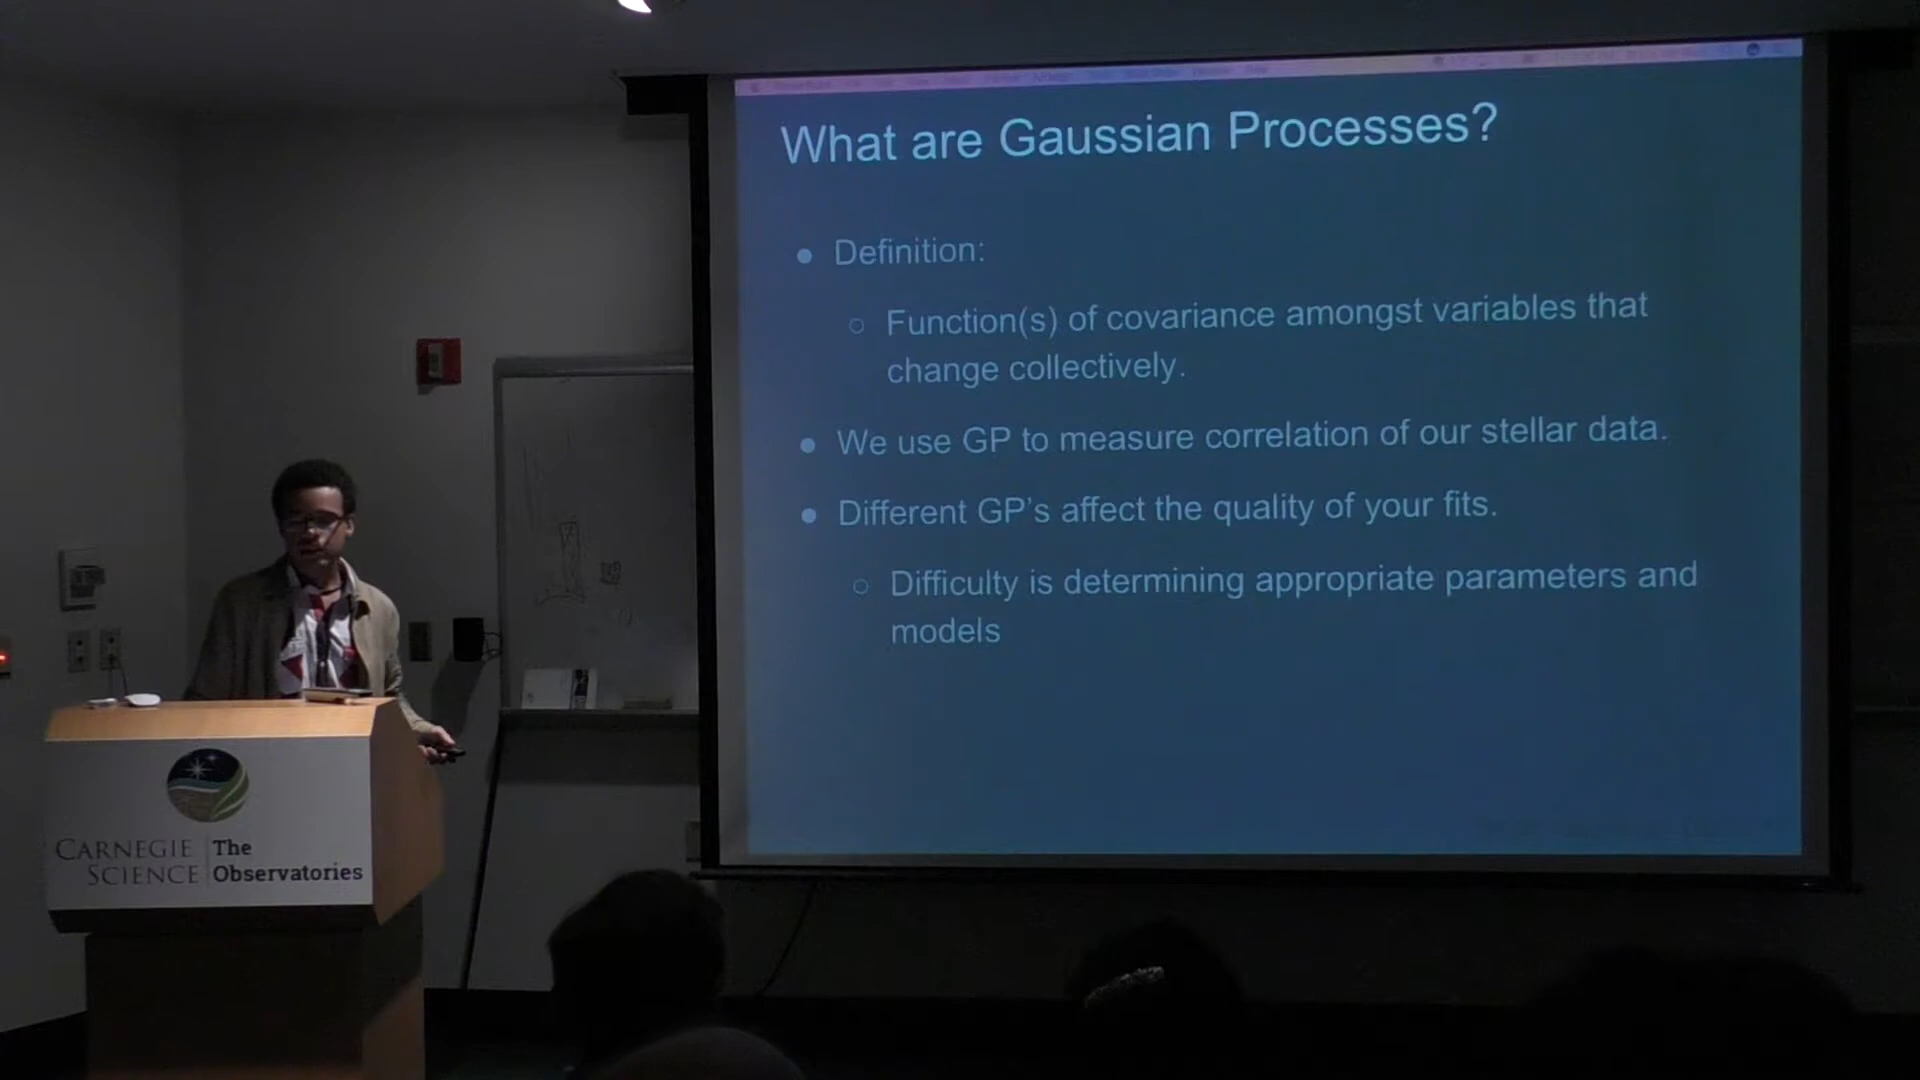 What are Gaussian Processes?
● Definition:
○ Function(s) of covariance amongst variables that
change collectively.
● We use GP to measure correlation of our stellar data.
● Different GP's affect the quality of your fits.
○ Difficulty is determining appropriate parameters and
models
CARNEGIE SCIENCE
The Observatories